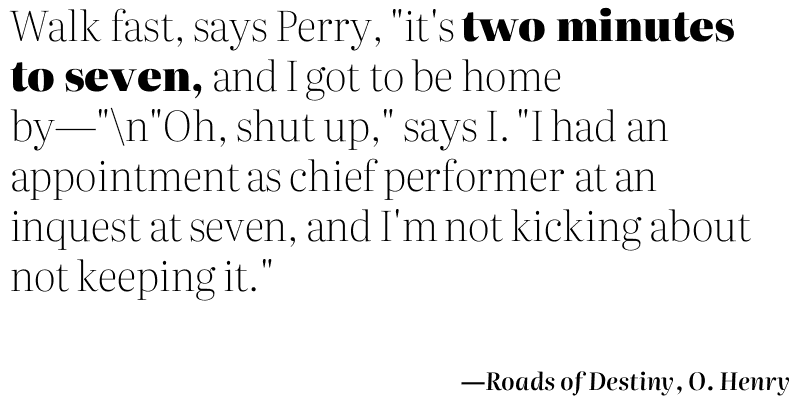 Walk fast, says Perry, "it's two minutes
to seven, and I got to be home
by—"\n"Oh, shut up," says I. "I had an
appointment as chief performer at an
inquest at seven, and I'm not kicking about
not keeping it."
—Roads of Destiny, O. Henry